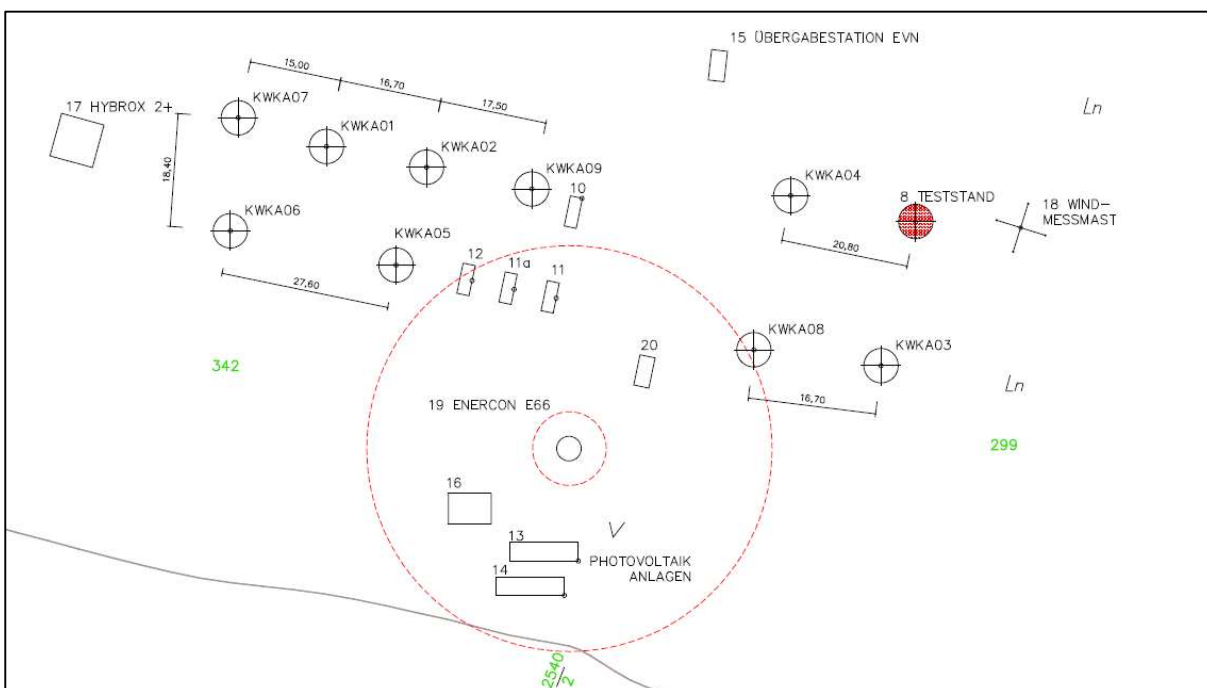 15 ÜBERGABESTATION EVN
15,00
16,70
17,50
17 HYBROX 2+
KWKA07
KWKA01
KWKA02
KWKA09
10
18,40
KWKA06
KWKA05
27,60
12
11a
11
Ln
KWKA04
8 TESTSTAND
18 WIND-
MESSMAST
20,80
KWKA08
KWKA03
16,70
20
342
Ln
299
19 ENERCON E66
16
V
13
PHOTOVOLTAIK
ANLAGEN
14
2540
2